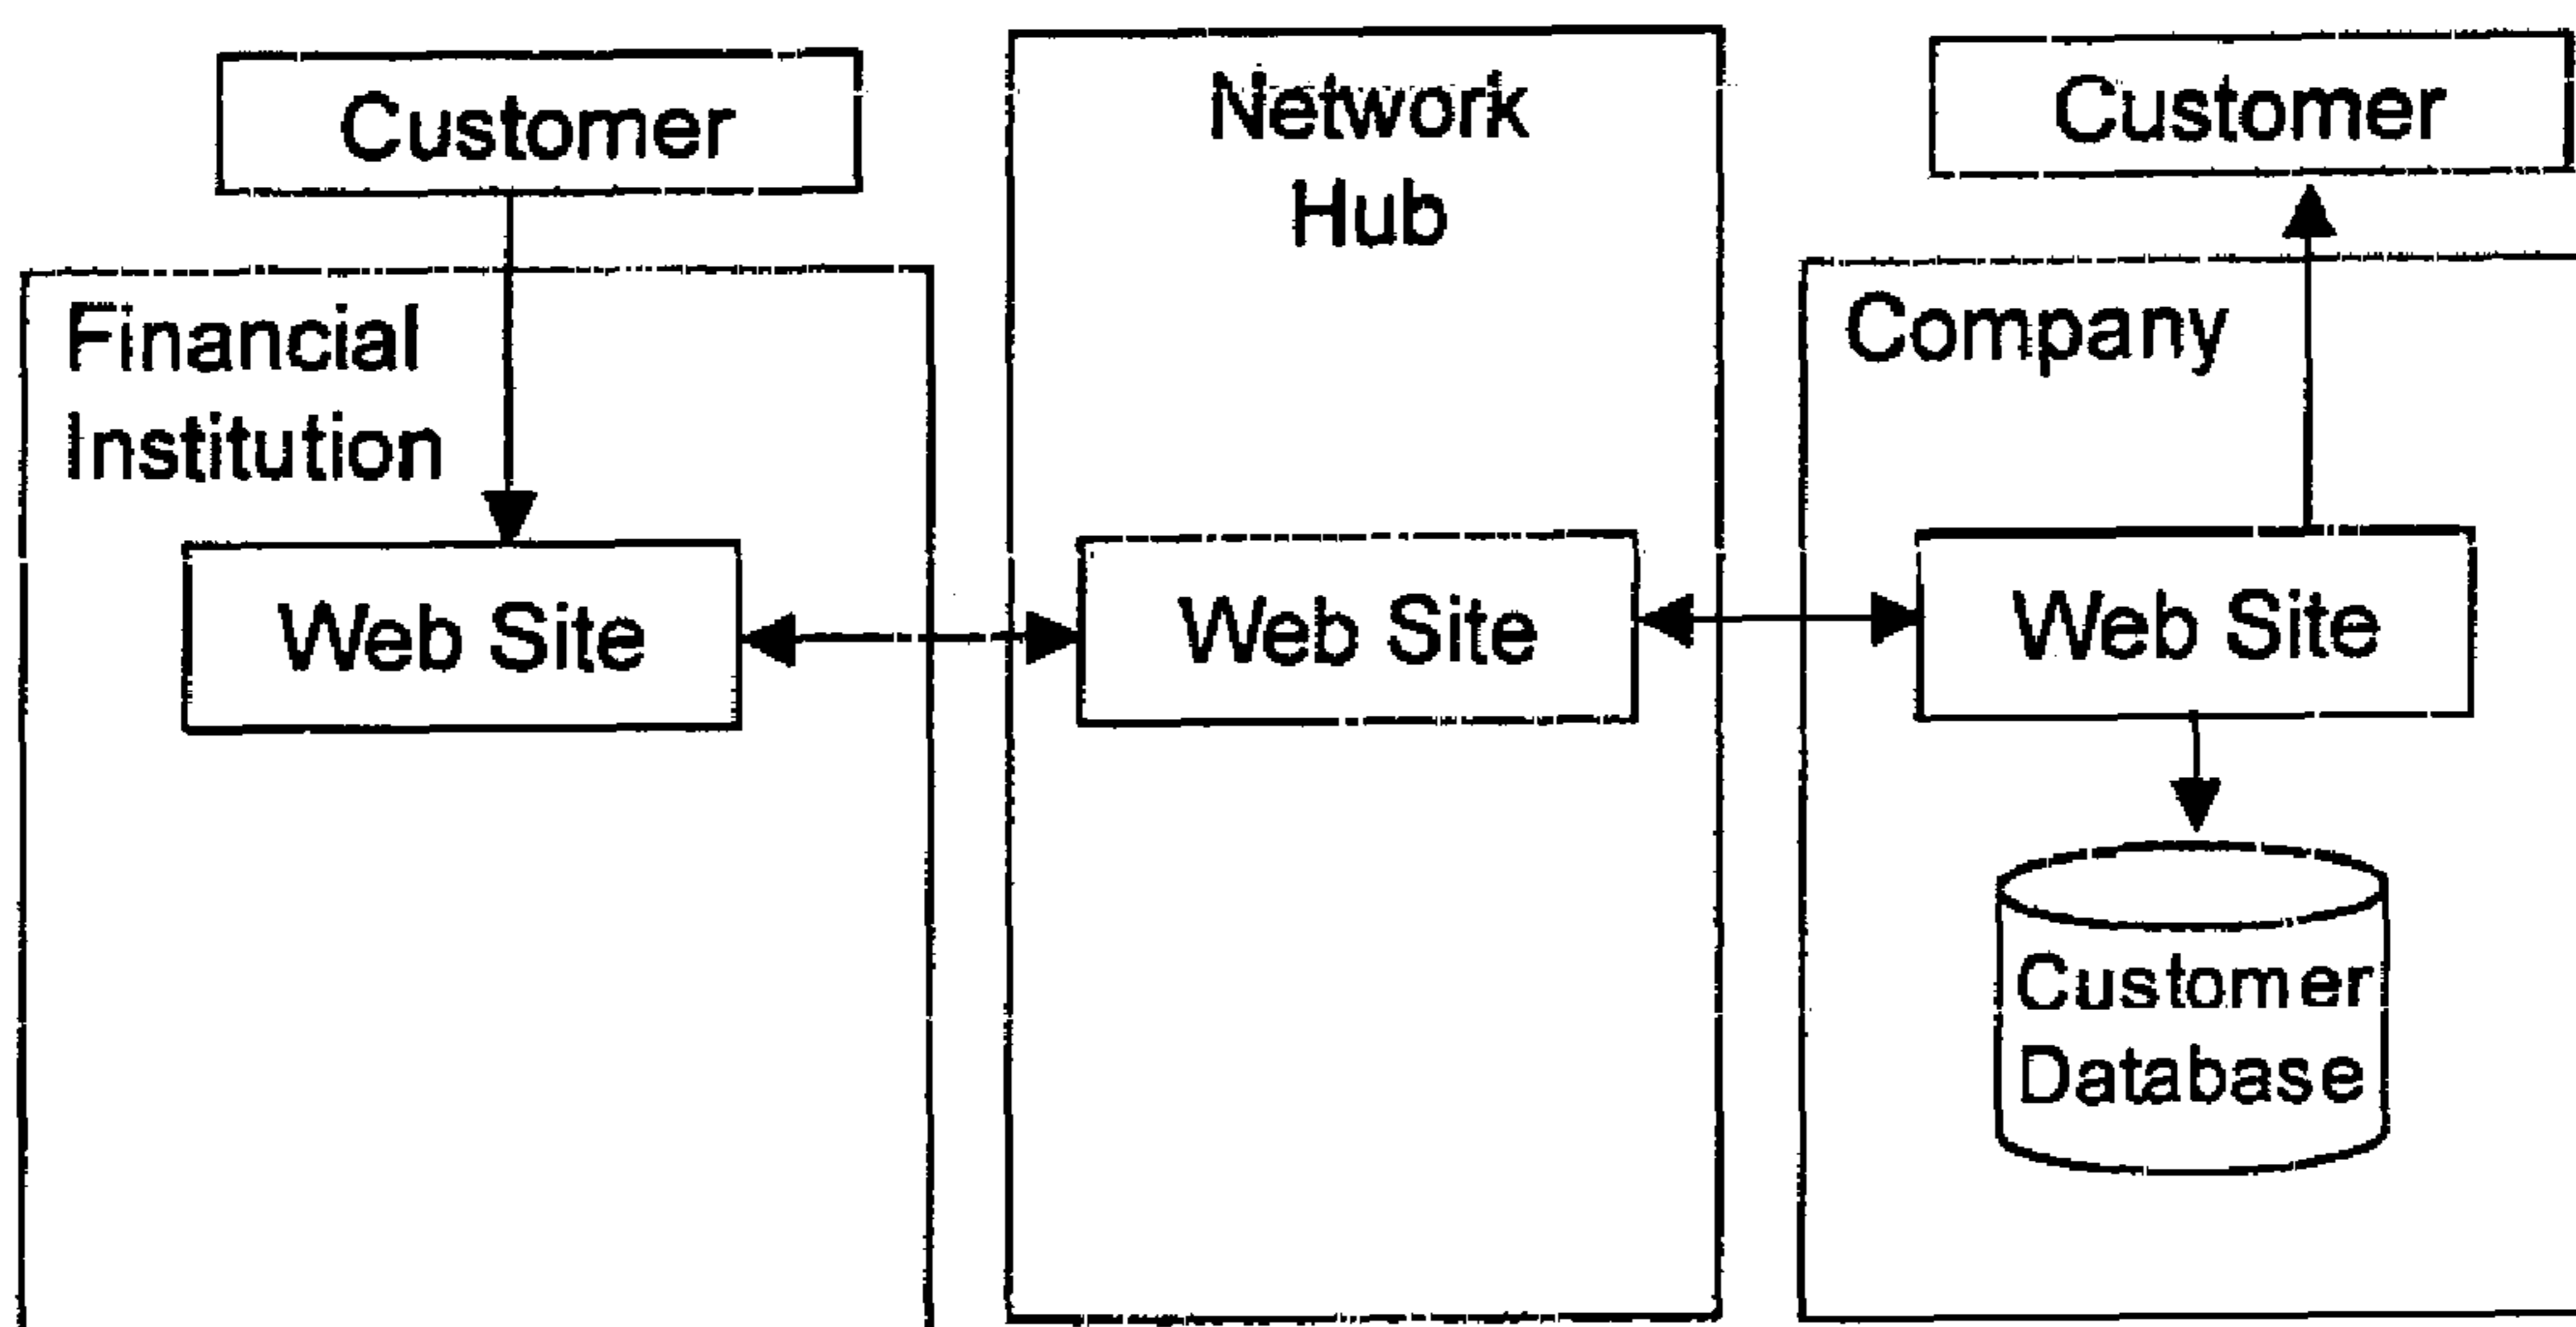 Customer
Network
Hub
Customer
Financial
Institution
Company
Web Site
Web Site
Web Site
Customer
Database